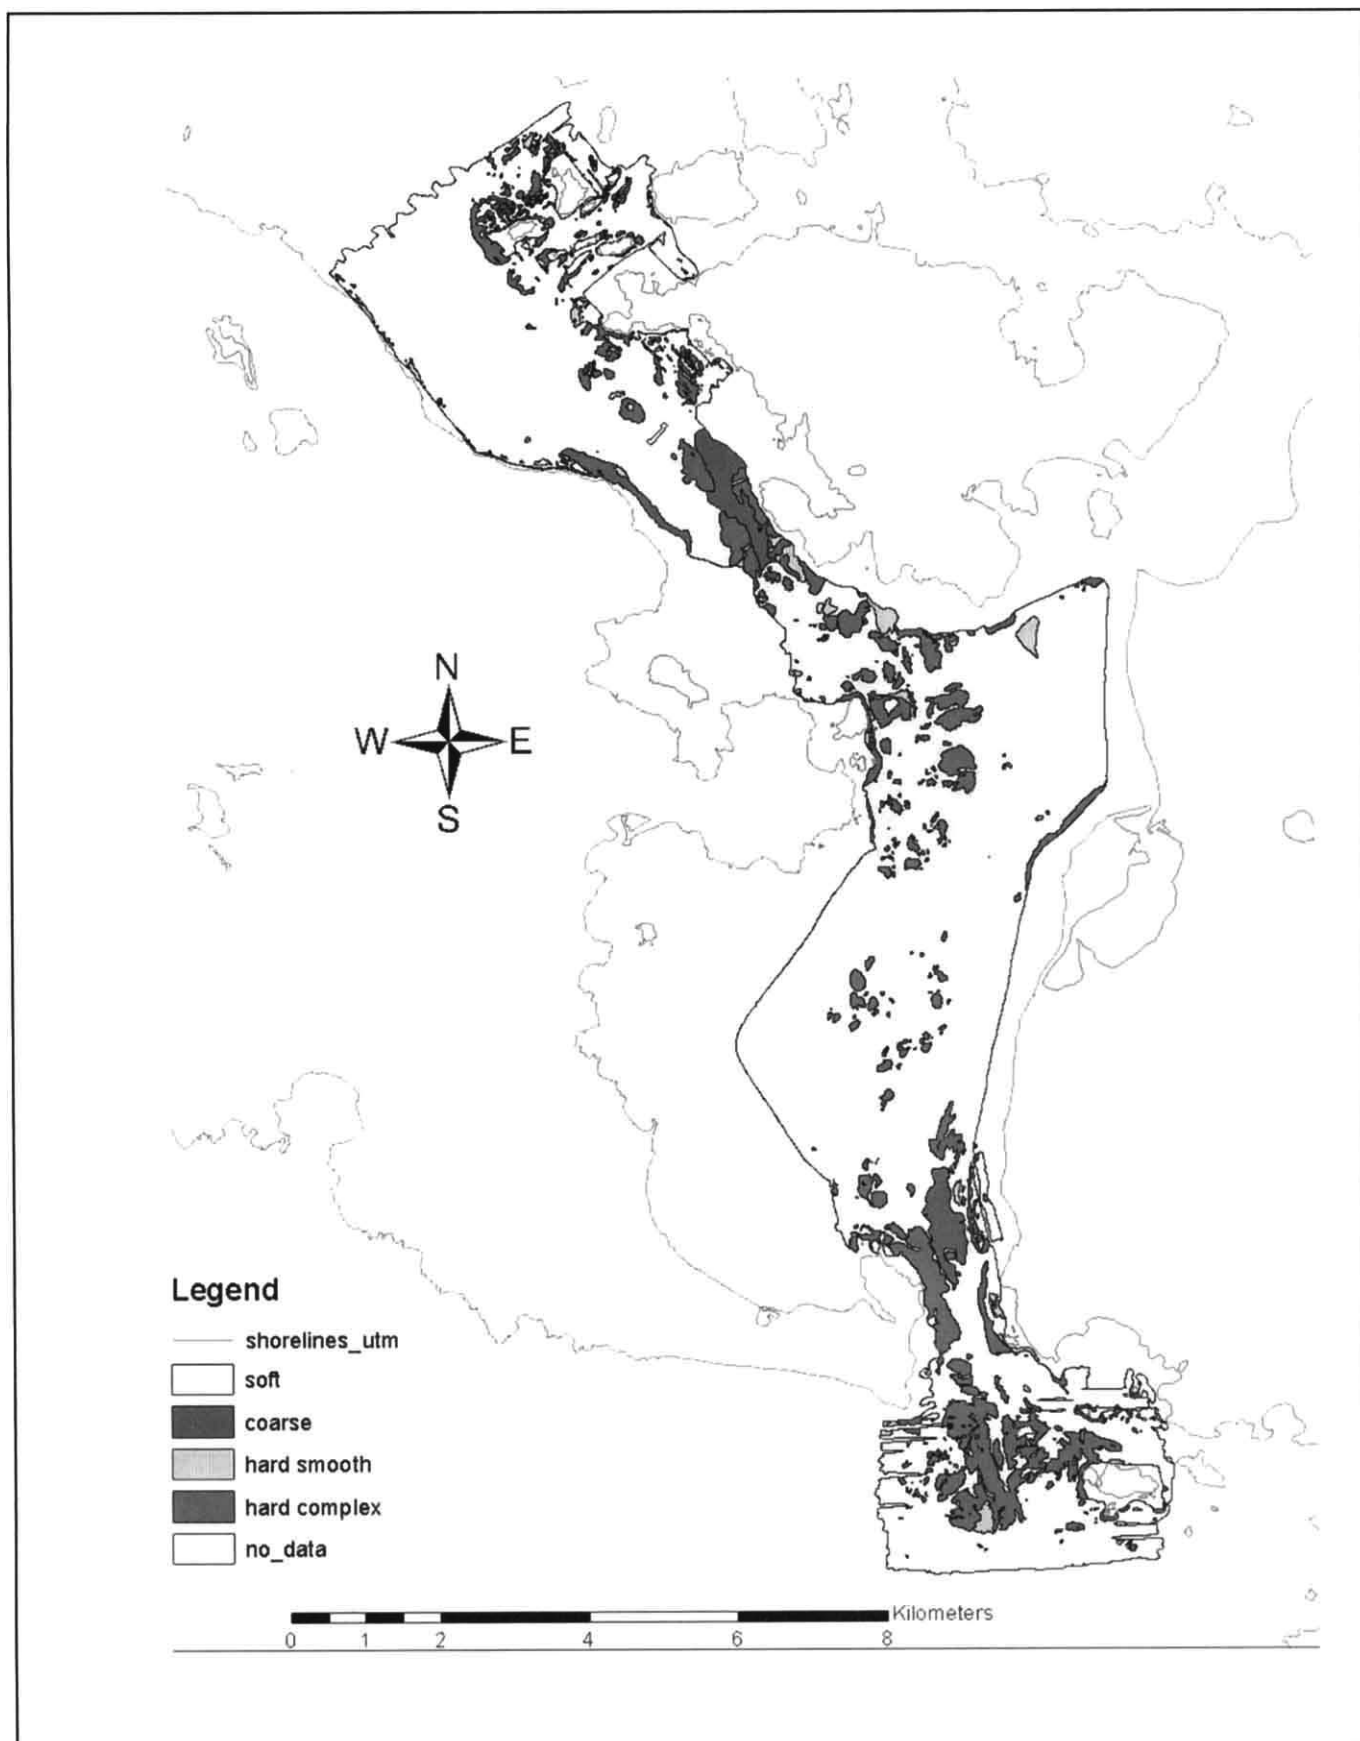 N
W E
S
Legend
shorelines_utm
soft
coarse
hard smooth
hard complex
no_data
Kilometers
0 1 2 4 6 8